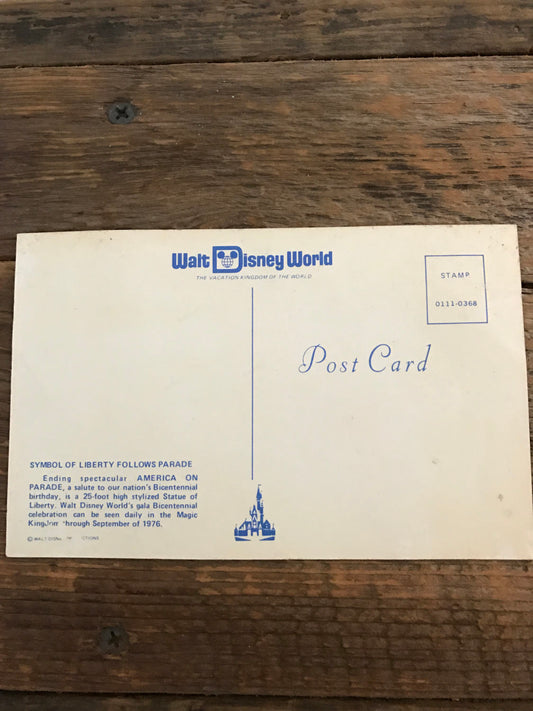 Walt Disney World
THE VACATION KINGDOM OF THE WORLD
STAMP
0111-0368
Post Card
SYMBOL OF LIBERTY FOLLOWS PARADE
Ending spectacular AMERICA ON
PARADE, a salute to our nation's Bicentennial
birthday, is a 25-foot high stylized Statue of
Liberty. Walt Disney World's gala Bicentennial
celebration can be seen daily in the Magic
through September of 1976.
© WALT